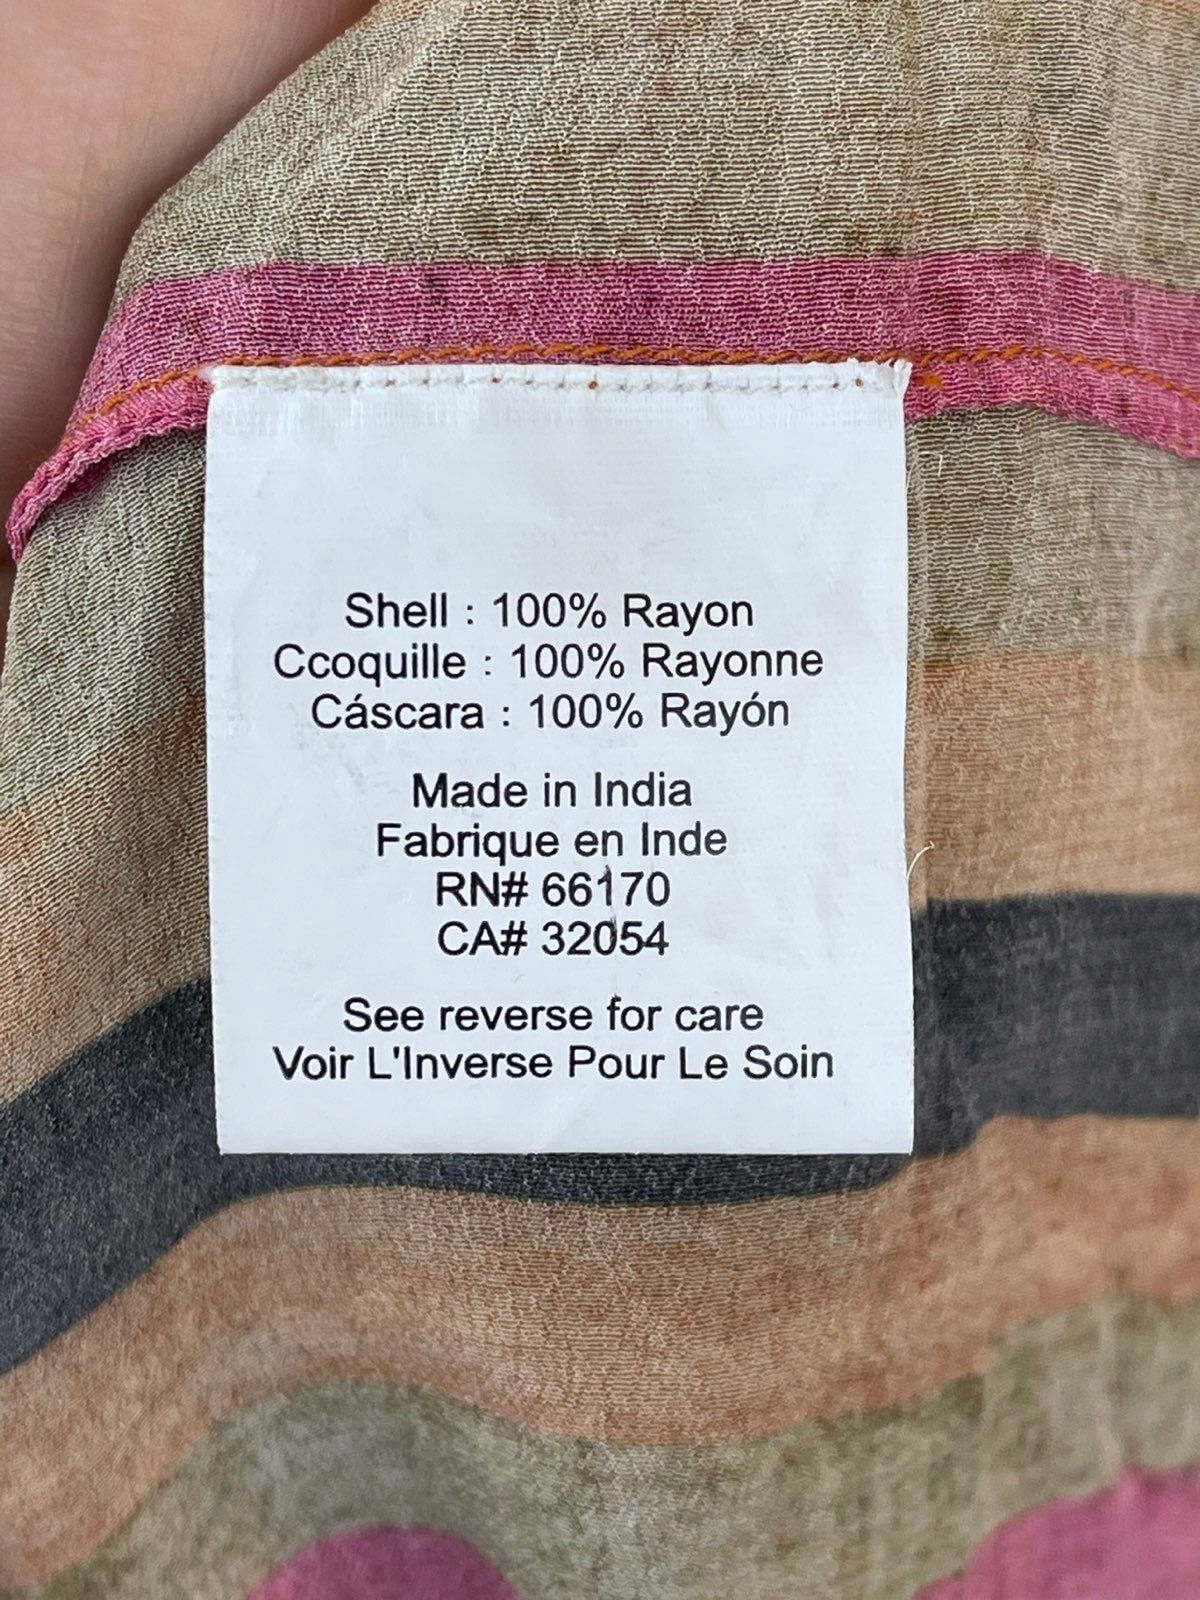 Shell : 100% Rayon
Ccoquille : 100% Rayonne
Cáscara : 100% Rayón
Made in India
Fabrique en Inde
RN# 66170
CA# 32054
See reverse for care
Voir L'Inverse Pour Le Soin